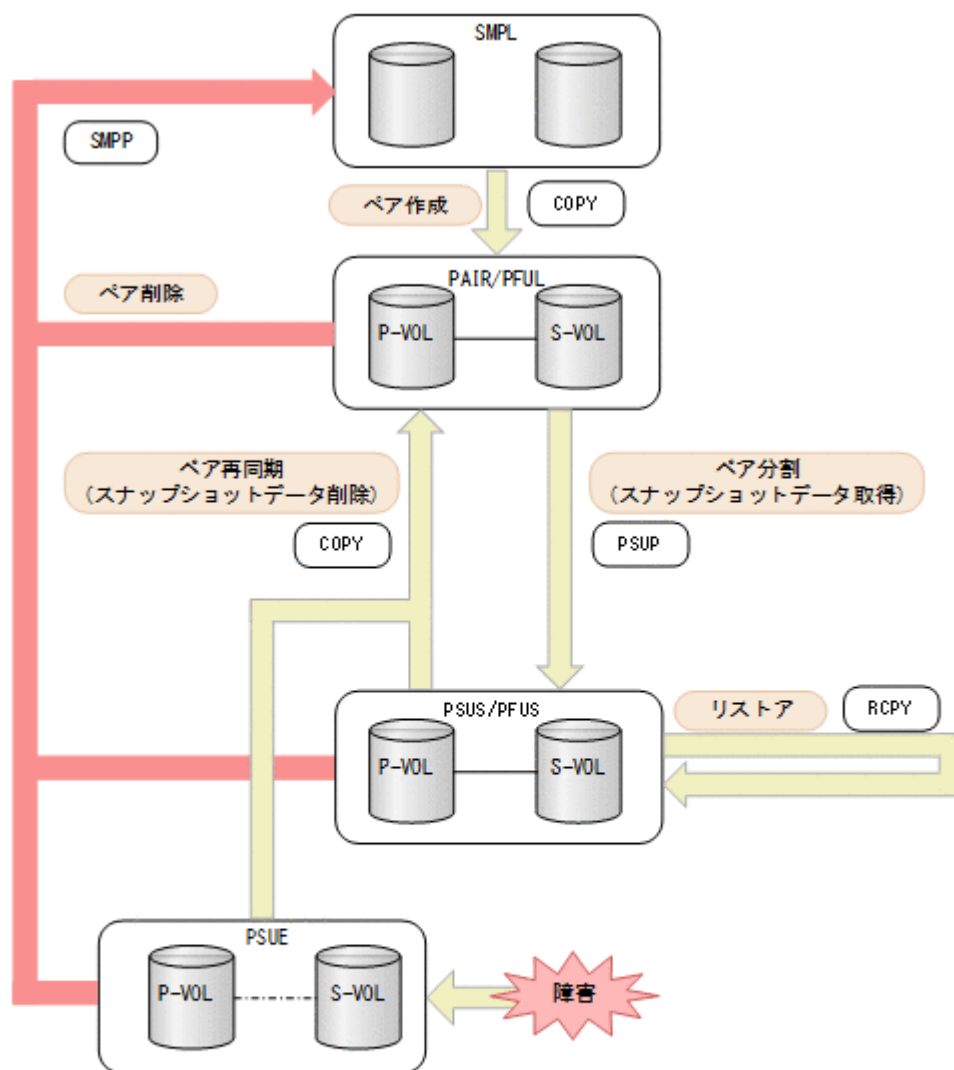 SMPL
SMPP
ペア作成
COPY
PAIR/PFUL
ペア削除
P-VOL
S-VOL
ペア再同期
(スナップショットデータ削除)
COPY
ペア分割
(スナップショットデータ取得)
PSUP
PSUS/PFUS
リストア
RCPY
P-VOL
S-VOL
PSUE
P-VOL
S-VOL
障害